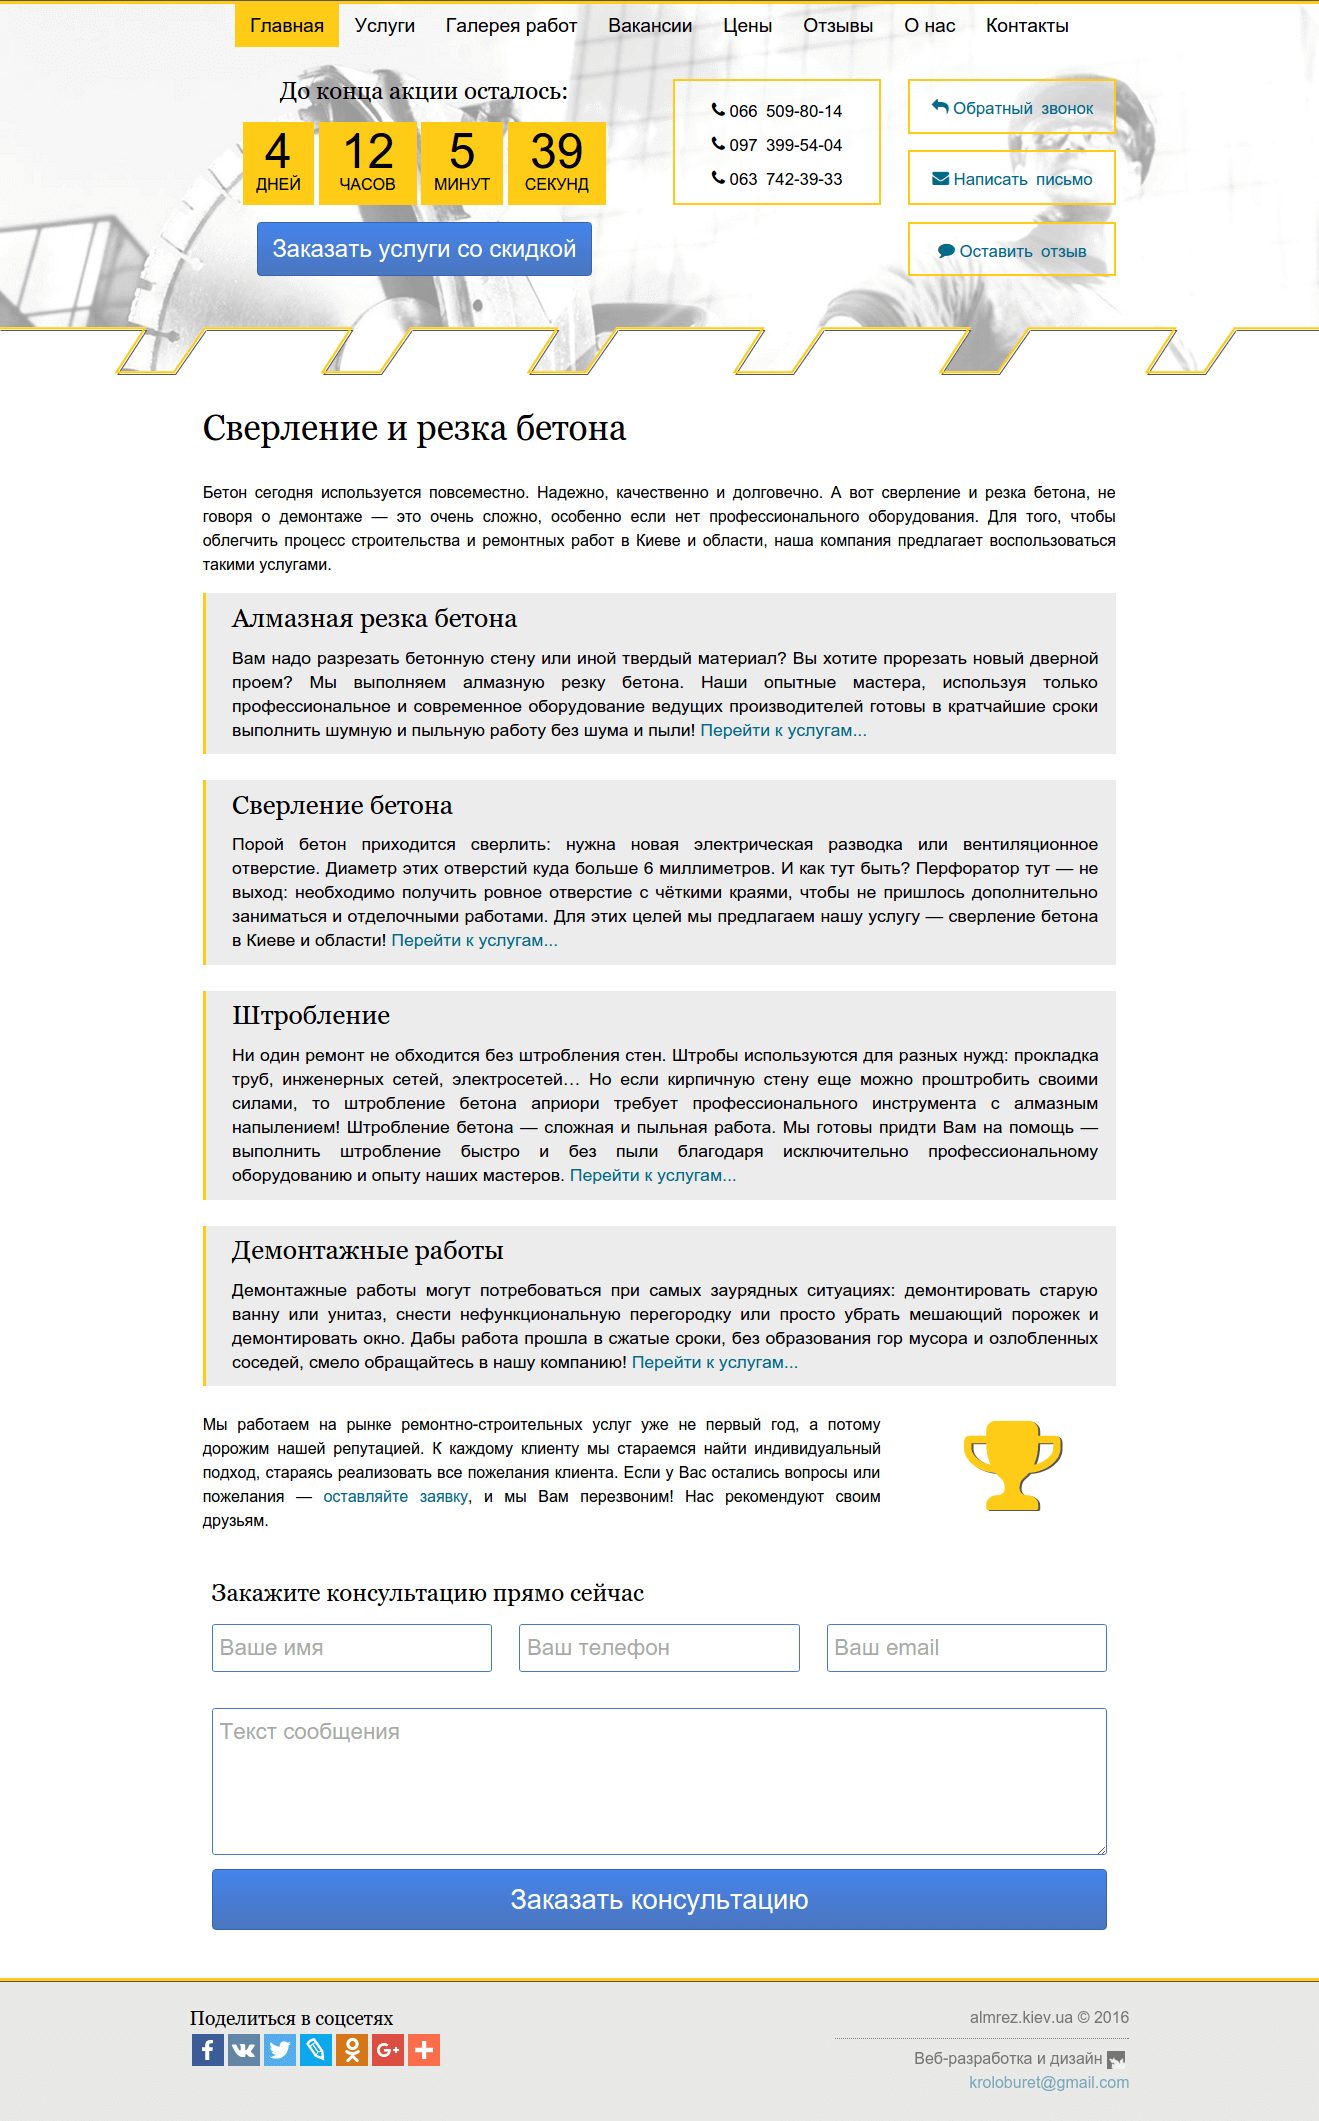 Главная Услуги Галерея работ Вакансии Цены Отзывы О нас Контакты
До конца акции осталось:
4 12 5 39
ДНЕЙ ЧАСОВ МИНУТ СЕКУНД
Заказать услуги со скидкой
066 509-80-14
097 399-54-04
063 742-39-33
Обратный звонок
Написать письмо
Оставить отзыв
Сверление и резка бетона
Бетон сегодня используется повсеместно. Надежно, качественно и долговечно. А вот сверление и резка бетона, не
говоря о демонтаже — это очень сложно, особенно если нет профессионального оборудования. Для того, чтобы
облегчить процесс строительства и ремонтных работ в Киеве и области, наша компания предлагает воспользоваться
такими услугами.
Алмазная резка бетона
Вам надо разрезать бетонную стену или иной твердый материал? Вы хотите прорезать новый дверной
проем? Мы выполняем алмазную резку бетона. Наши опытные мастера, используя только
профессиональное и современное оборудование ведущих производителей готовы в кратчайшие сроки
выполнить шумную и пыльную работу без шума и пыли! Перейти к услугам...
Сверление бетона
Порой бетон приходится сверлить: нужна новая электрическая разводка или вентиляционное
отверстие. Диаметр этих отверстий куда больше 6 миллиметров. И как тут быть? Перфоратор тут — не
выход: необходимо получить ровное отверстие с чёткими краями, чтобы не пришлось дополнительно
заниматься и отделочными работами. Для этих целей мы предлагаем нашу услугу — сверление бетона
в Киеве и области! Перейти к услугам...
Штробление
Ни один ремонт не обходится без штробления стен. Штробы используются для разных нужд: прокладка
труб, инженерных сетей, электросетей… Но если кирпичную стену еще можно проштробить своими
силами, то штробление бетона априори требует профессионального инструмента с алмазным
напылением! Штробление бетона — сложная и пыльная работа. Мы готовы придти Вам на помощь —
выполнить штробление быстро и без пыли благодаря исключительно профессиональному
оборудованию и опыту наших мастеров. Перейти к услугам...
Демонтажные работы
Демонтажные работы могут потребоваться при самых заурядных ситуациях: демонтировать старую
ванну или унитаз, снести нефункциональную перегородку или просто убрать мешающий порожек и
демонтировать окно. Дабы работа прошла в сжатые сроки, без образования гор мусора и озлобленных
соседей, смело обращайтесь в нашу компанию! Перейти к услугам...
Мы работаем на рынке ремонтно-строительных услуг уже не первый год, а потому
дорожим нашей репутацией. К каждому клиенту мы стараемся найти индивидуальный
подход, стараясь реализовать все пожелания клиента. Если у Вас остались вопросы или
пожелания — оставляйте заявку, и мы Вам перезвоним! Нас рекомендуют своим
друзьям.
Закажите консультацию прямо сейчас
Ваше имя Ваш телефон Ваш email
Текст сообщения
Заказать консультацию
Поделиться в соцсетях
almrez.kiev.ua © 2016
Веб-разработка и дизайн
kroloburet@gmail.com